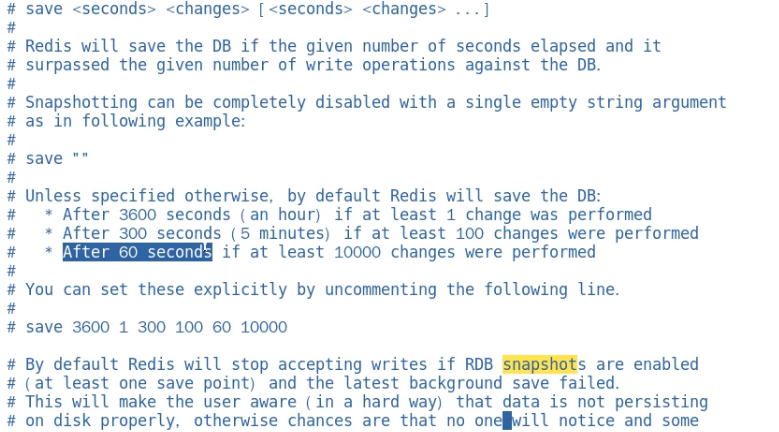 # save <seconds> <changes> [<seconds> <changes> ...]
#
# Redis will save the DB if the given number of seconds elapsed and it
# surpassed the given number of write operations against the DB.
#
# Snapshotting can be completely disabled with a single empty string argument
# as in following example:
#
# save ""
#
# Unless specified otherwise, by default Redis will save the DB:
#   * After 3600 seconds (an hour) if at least 1 change was performed
#   * After 300 seconds (5 minutes) if at least 100 changes were performed
#   * After 60 seconds if at least 10000 changes were performed
#
# You can set these explicitly by uncommenting the following line.
#
# save 3600 1 300 100 60 10000

# By default Redis will stop accepting writes if RDB snapshots are enabled
# (at least one save point) and the latest background save failed.
# This will make the user aware (in a hard way) that data is not persisting
# on disk properly, otherwise chances are that no one will notice and some